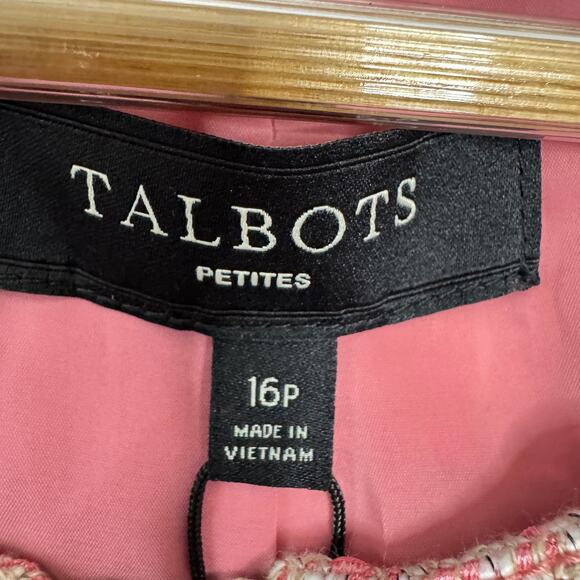 TALBOTS
PETITES
16P
MADE IN
VIETNAM